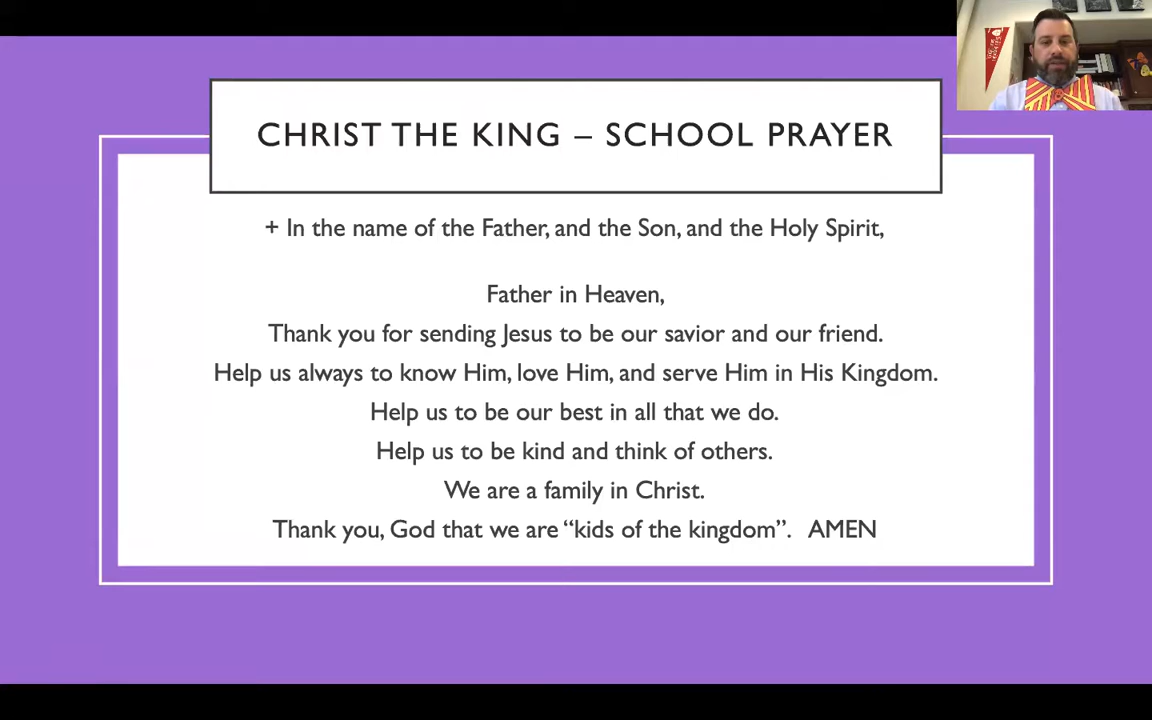 CHRIST THE KING – SCHOOL PRAYER
+ In the name of the Father, and the Son, and the Holy Spirit,
Father in Heaven,
Thank you for sending Jesus to be our savior and our friend.
Help us always to know Him, love Him, and serve Him in His Kingdom.
Help us to be our best in all that we do.
Help us to be kind and think of others.
We are a family in Christ.
Thank you, God that we are “kids of the kingdom”. AMEN